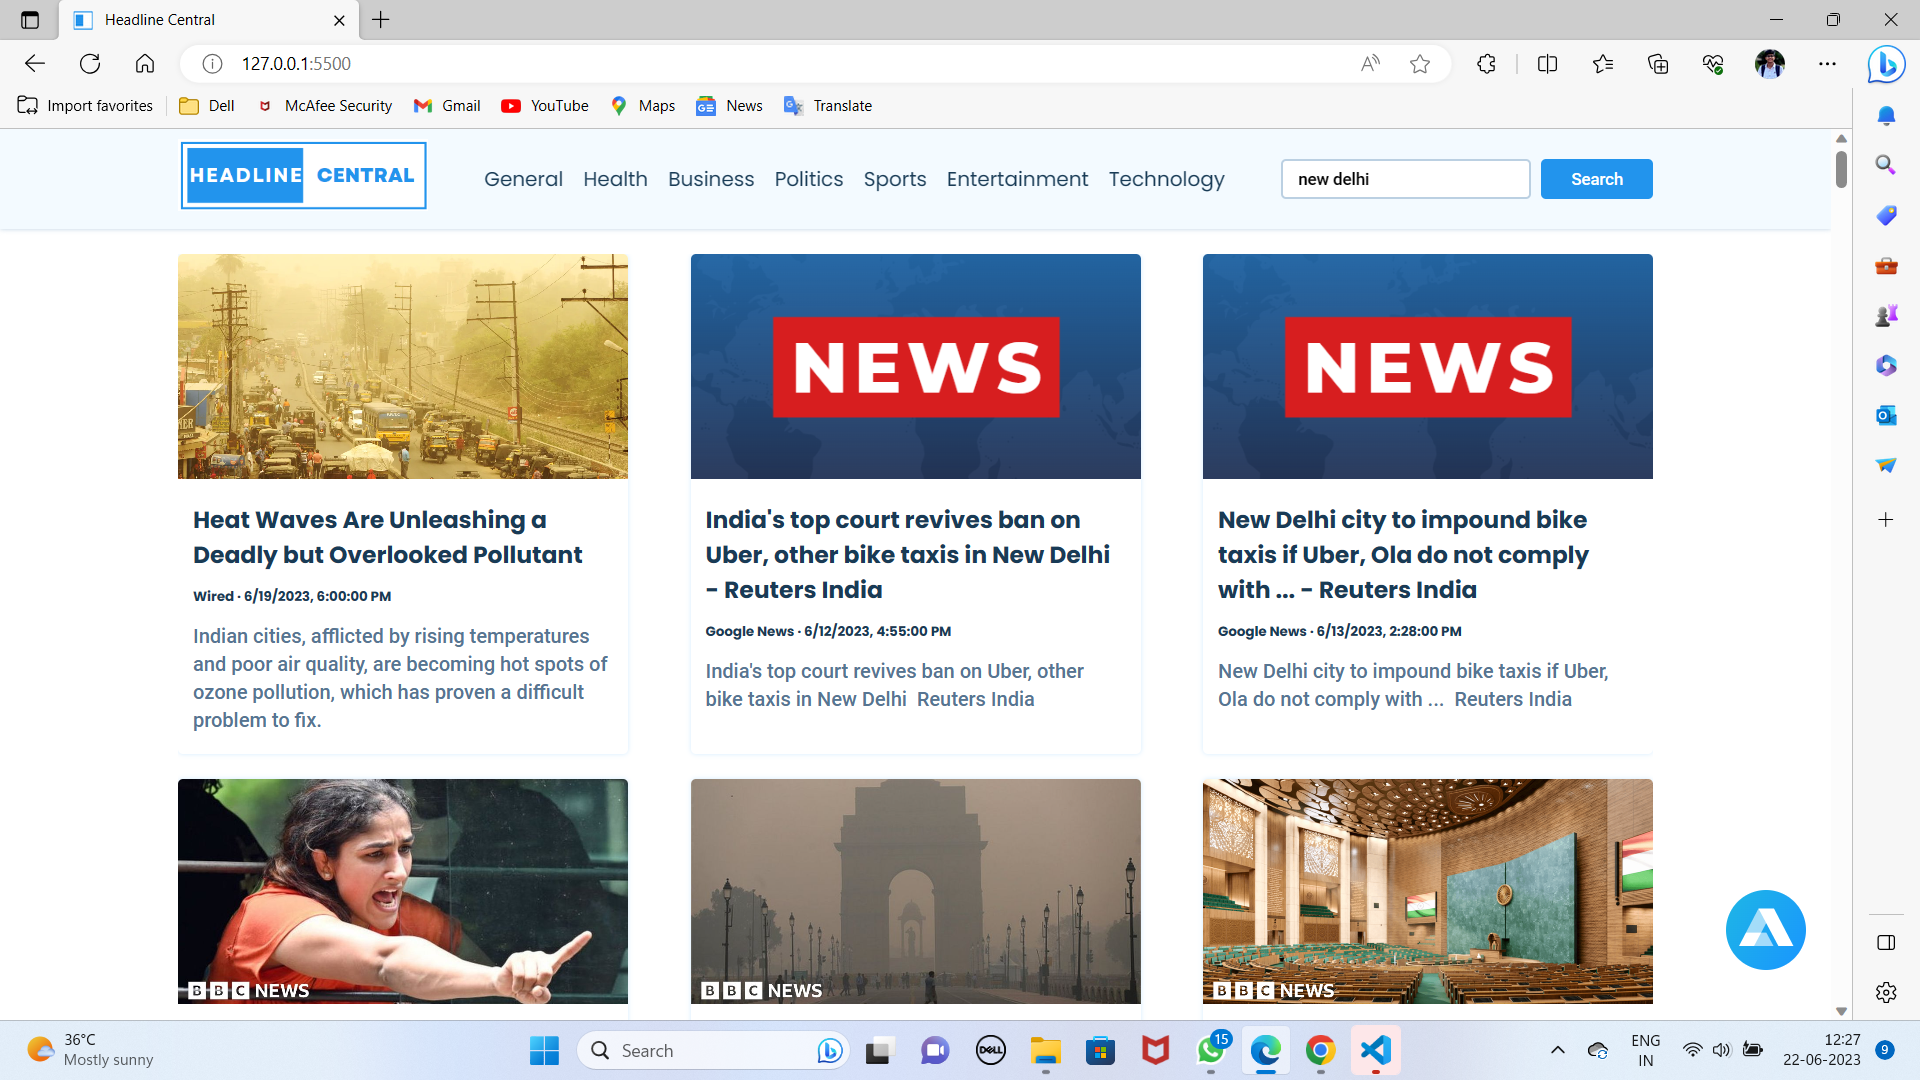 Headline Central
127.0.0.1:5500
Import favorites Dell McAfee Security Gmail YouTube Maps News Translate
HEADLINE CENTRAL General Health Business Politics Sports Entertainment Technology new delhi Search
NEWS
NEWS
Heat Waves Are Unleashing a
Deadly but Overlooked Pollutant
Wired · 6/19/2023, 6:00:00 PM
Indian cities, afflicted by rising temperatures
and poor air quality, are becoming hot spots of
ozone pollution, which has proven a difficult
problem to fix.
India's top court revives ban on
Uber, other bike taxis in New Delhi
- Reuters India
Google News · 6/12/2023, 4:55:00 PM
India's top court revives ban on Uber, other
bike taxis in New Delhi  Reuters India
New Delhi city to impound bike
taxis if Uber, Ola do not comply
with ... - Reuters India
Google News · 6/13/2023, 2:28:00 PM
New Delhi city to impound bike taxis if Uber,
Ola do not comply with ...  Reuters India
BBC NEWS
BBC NEWS
BBC NEWS
36°C
Mostly sunny
Search
DELL
15
ENG
IN
12:27
22-06-2023
9